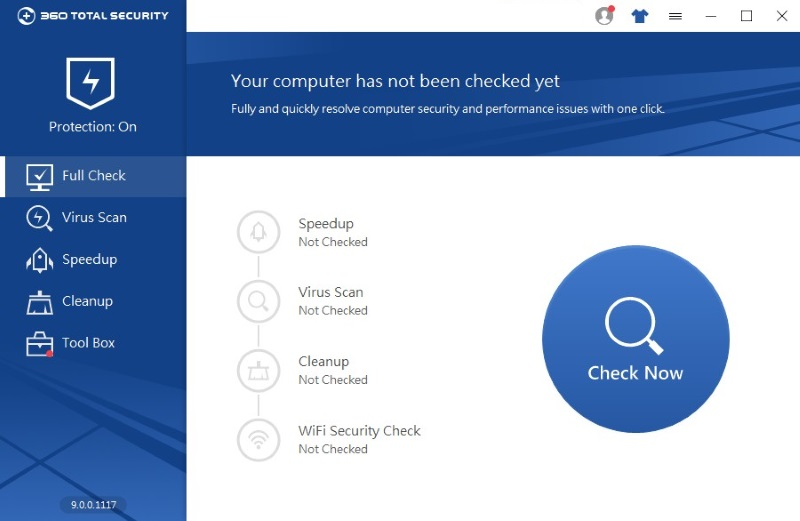 360 TOTAL SECURITY
Protection: On
Full Check
Virus Scan
Speedup
Cleanup
Tool Box
9.0.0.1117
Your computer has not been checked yet
Fully and quickly resolve computer security and performance issues with one click.
Speedup
Not Checked
Virus Scan
Not Checked
Cleanup
Not Checked
WiFi Security Check
Not Checked
Check Now